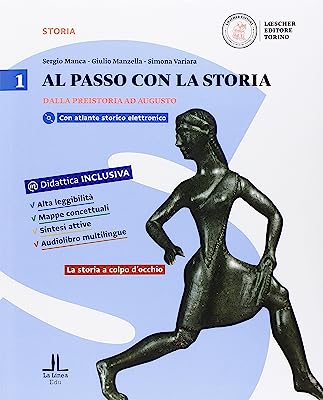 STORIA
LOESCHER
EDITORE
TORINO
Sergio Manca - Giulio Manzella - Simona Variara
1
AL PASSO CON LA STORIA
DALLA PREISTORIA AD AUGUSTO
Con atlante storico elettronico
m Didattica INCLUSIVA
✓ Alta leggibilità
✓ Mappe concettuali
✓ Sintesi attive
✓ Audiolibro multilingue
La storia a colpo d'occhio
La Linea
Edu